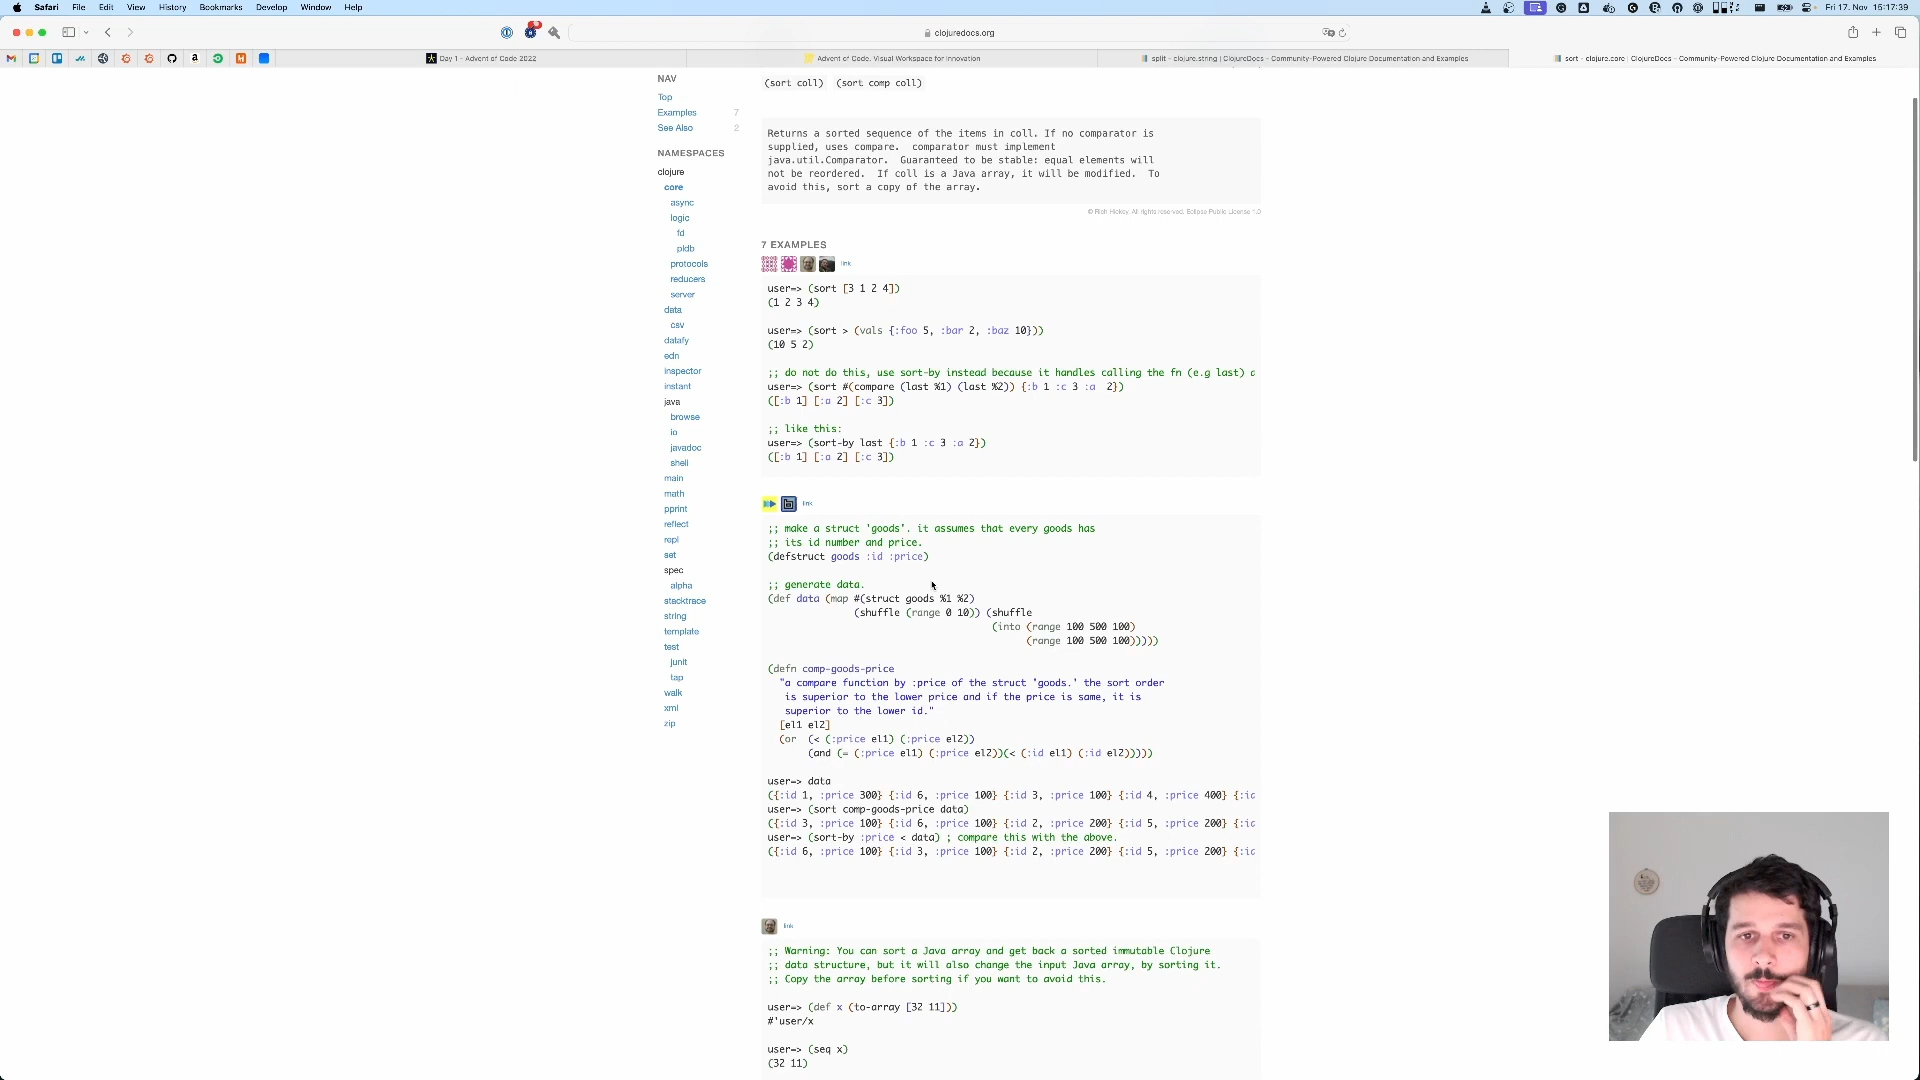 Safari File Edit View History Bookmarks Develop Window Help
Fri 17. Nov 15:17:39
clojuredocs.org
Day 1 - Advent of Code 2022
Advent of Code, Visual Workspace for Innovation
split - clojure.string | ClojureDocs - Community-Powered Clojure Documentation and Examples
sort - clojure.core | ClojureDocs - Community-Powered Clojure Documentation and Examples
NAV
Top
Examples 7
See Also 2
NAMESPACES
clojure
core
async
logic
fd
pldb
protocols
reducers
server
data
csv
datafy
edn
inspector
instant
java
browse
io
javadoc
shell
main
math
pprint
reflect
repl
set
spec
alpha
stacktrace
string
template
test
junit
tap
walk
xml
zip
(sort coll) (sort comp coll)
Returns a sorted sequence of the items in coll. If no comparator is
supplied, uses compare.  comparator must implement
java.util.Comparator.  Guaranteed to be stable: equal elements will
not be reordered.  If coll is a Java array, it will be modified.  To
avoid this, sort a copy of the array.
© Rich Hickey. All rights reserved. Eclipse Public License 1.0
7 EXAMPLES
link
user=> (sort [3 1 2 4])
(1 2 3 4)
user=> (sort > (vals {:foo 5, :bar 2, :baz 10}))
(10 5 2)
;; do not do this, use sort-by instead because it handles calling the fn (e.g last) a
user=> (sort #(compare (last %1) (last %2)) {:b 1 :c 3 :a  2})
([:b 1] [:a 2] [:c 3])
;; like this:
user=> (sort-by last {:b 1 :c 3 :a 2})
([:b 1] [:a 2] [:c 3])
link
;; make a struct 'goods'. it assumes that every goods has
;; its id number and price.
(defstruct goods :id :price)
;; generate data.
(def data (map #(struct goods %1 %2)
(shuffle (range 0 10)) (shuffle
(into (range 100 500 100)
(range 100 500 100)))))
(defn comp-goods-price
"a compare function by :price of the struct 'goods.' the sort order
is superior to the lower price and if the price is same, it is
superior to the lower id."
[el1 el2]
(or  (< (:price el1) (:price el2))
(and (= (:price el1) (:price el2))(< (:id el1) (:id el2)))))
user=> data
({:id 1, :price 300} {:id 6, :price 100} {:id 3, :price 100} {:id 4, :price 400} {:id
user=> (sort comp-goods-price data)
({:id 3, :price 100} {:id 6, :price 100} {:id 2, :price 200} {:id 5, :price 200} {:id
user=> (sort-by :price < data) ; compare this with the above.
({:id 6, :price 100} {:id 3, :price 100} {:id 2, :price 200} {:id 5, :price 200} {:id
link
;; Warning: You can sort a Java array and get back a sorted immutable Clojure
;; data structure, but it will also change the input Java array, by sorting it.
;; Copy the array before sorting if you want to avoid this.
user=> (def x (to-array [32 11]))
#'user/x
user=> (seq x)
(32 11)